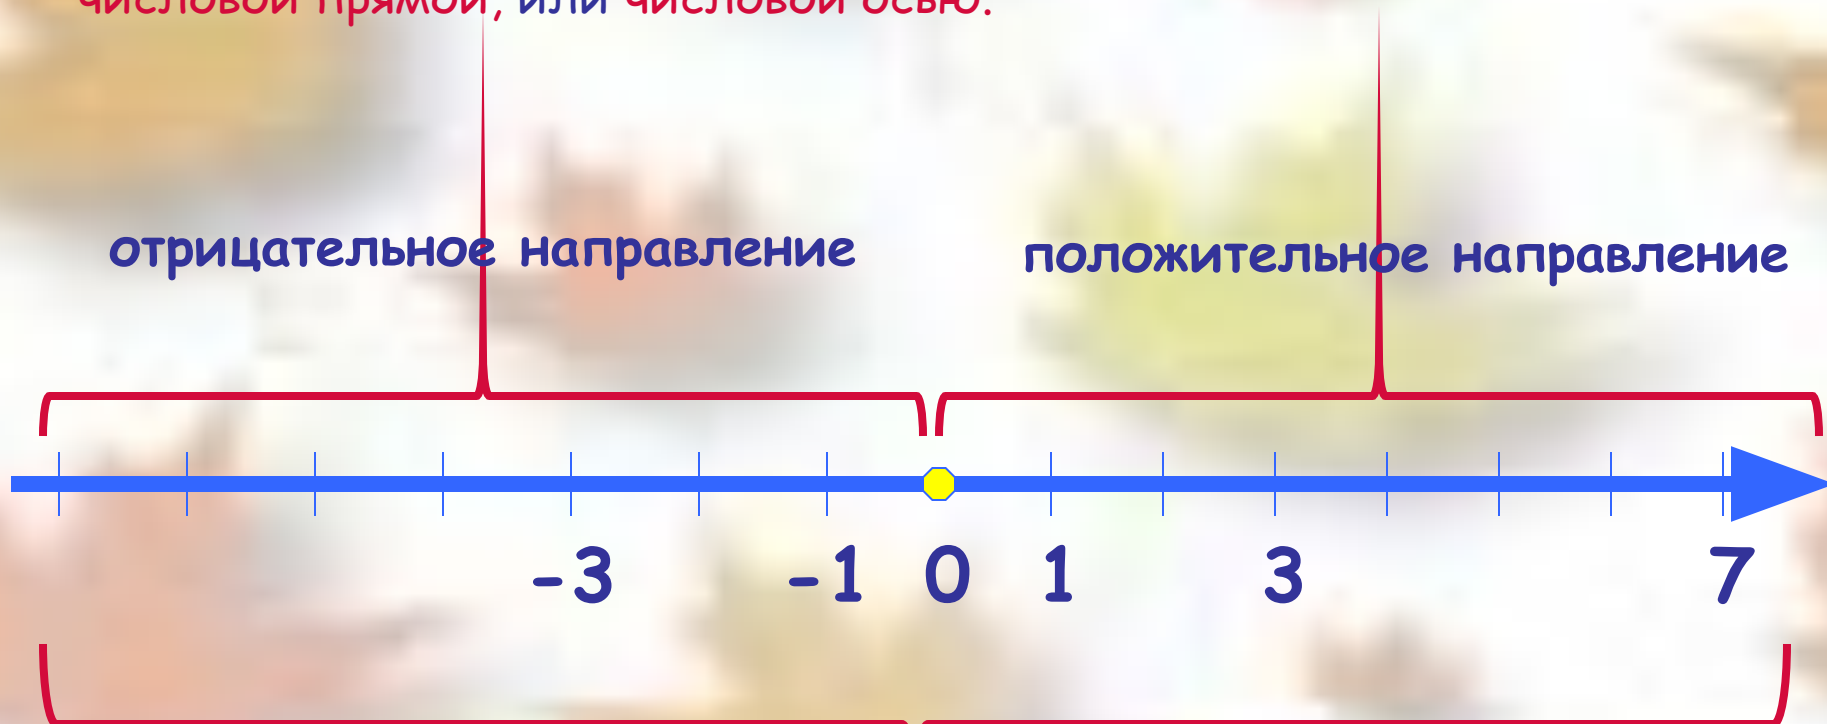 числовой прямой, или числовой осью.
отрицательное направление положительное направление
-3 -1 0 1 3 7